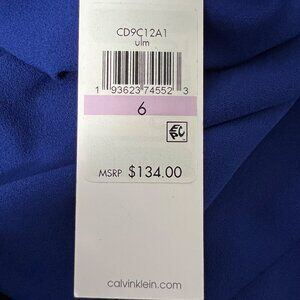 CD9C12A1
ulm
1 93623 74552 3
6
MSRP $134.00
calvinklein.com